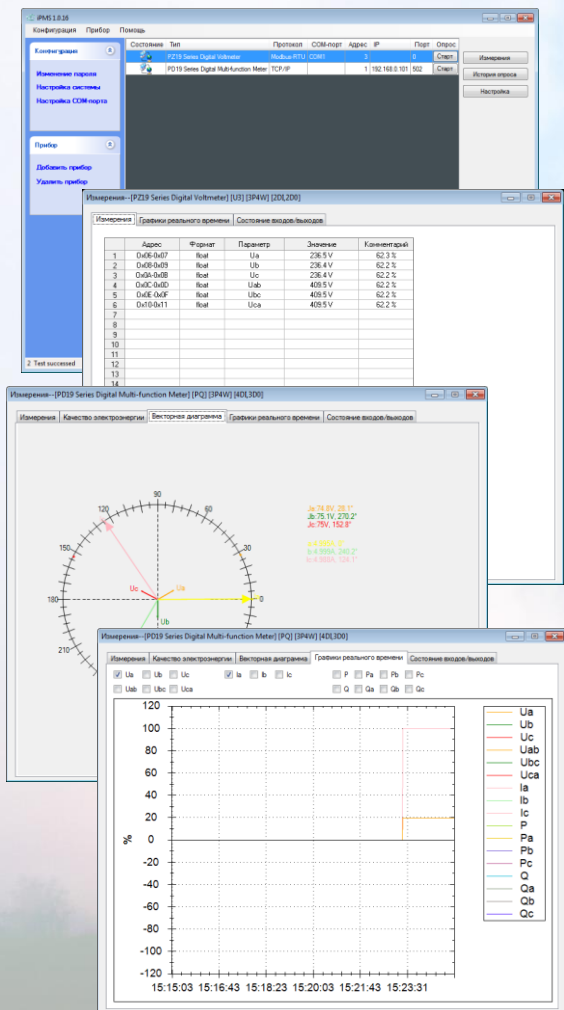 iPMS 1.0.16
Конфигурация Прибор Помощь
Конфигурация
Изменение пароля
Настройка системы
Настройка COM-порта
Прибор
Добавить прибор
Удалить прибор
Состояние Тип Протокол COM-порт Адрес IP Порт Опрос
PZ19 Series Digital Voltmeter Modbus-RTU COM1 3 0 Старт
PD19 Series Digital Multi-function Meter TCP/IP 1 192.168.0.101 502 Старт
Измерения
История опроса
Настройка
2 Test successed
Измерения--[PZ19 Series Digital Voltmeter] [U3] [3P4W] [2DI,2DO]
Измерения Графики реального времени Состояние входов/выходов
Адрес Формат Параметр Значение Комментарий
1 0x06-0x07 float Ua 236.5 V 62,3 %
2 0x08-0x09 float Ub 236.4 V 62,2 %
3 0x0A-0x0B float Uc 236.4 V 62,2 %
4 0x0C-0x0D float Uab 409.5 V 62,2 %
5 0x0E-0x0F float Ubc 409.5 V 62,2 %
6 0x10-0x11 float Uca 409.5 V 62,2 %
7
8
9
10
11
12
13
14
Измерения--[PD19 Series Digital Multi-function Meter] [PQ] [3P4W] [4DI,3DO]
Измерения Качество электроэнергии Векторная диаграмма Графики реального времени Состояние входов/выходов
90
120 60
150 30
180 0
210
Uc Ua
Ub
Ja:74.8V, 28.1°
Jb:75.1V, 270.2°
Jc:75V, 152.8°
Измерения--[PD19 Series Digital Multi-function Meter] [PQ] [3P4W] [4DI,3DO]
Измерения Качество электроэнергии Векторная диаграмма Графики реального времени Состояние входов/выходов
Ua Ub Uc Ia Ib Ic P Pa Pb Pc
Uab Ubc Uca Q Qa Qb Qc
120
100
80
60
40
20
0
-20
-40
-60
-80
-100
-120
%
15:15:03 15:16:43 15:18:23 15:20:03 15:21:43 15:23:31
Ua
Ub
Uc
Uab
Ubc
Uca
Ia
Ib
Ic
P
Pa
Pb
Pc
Q
Qa
Qb
Qc